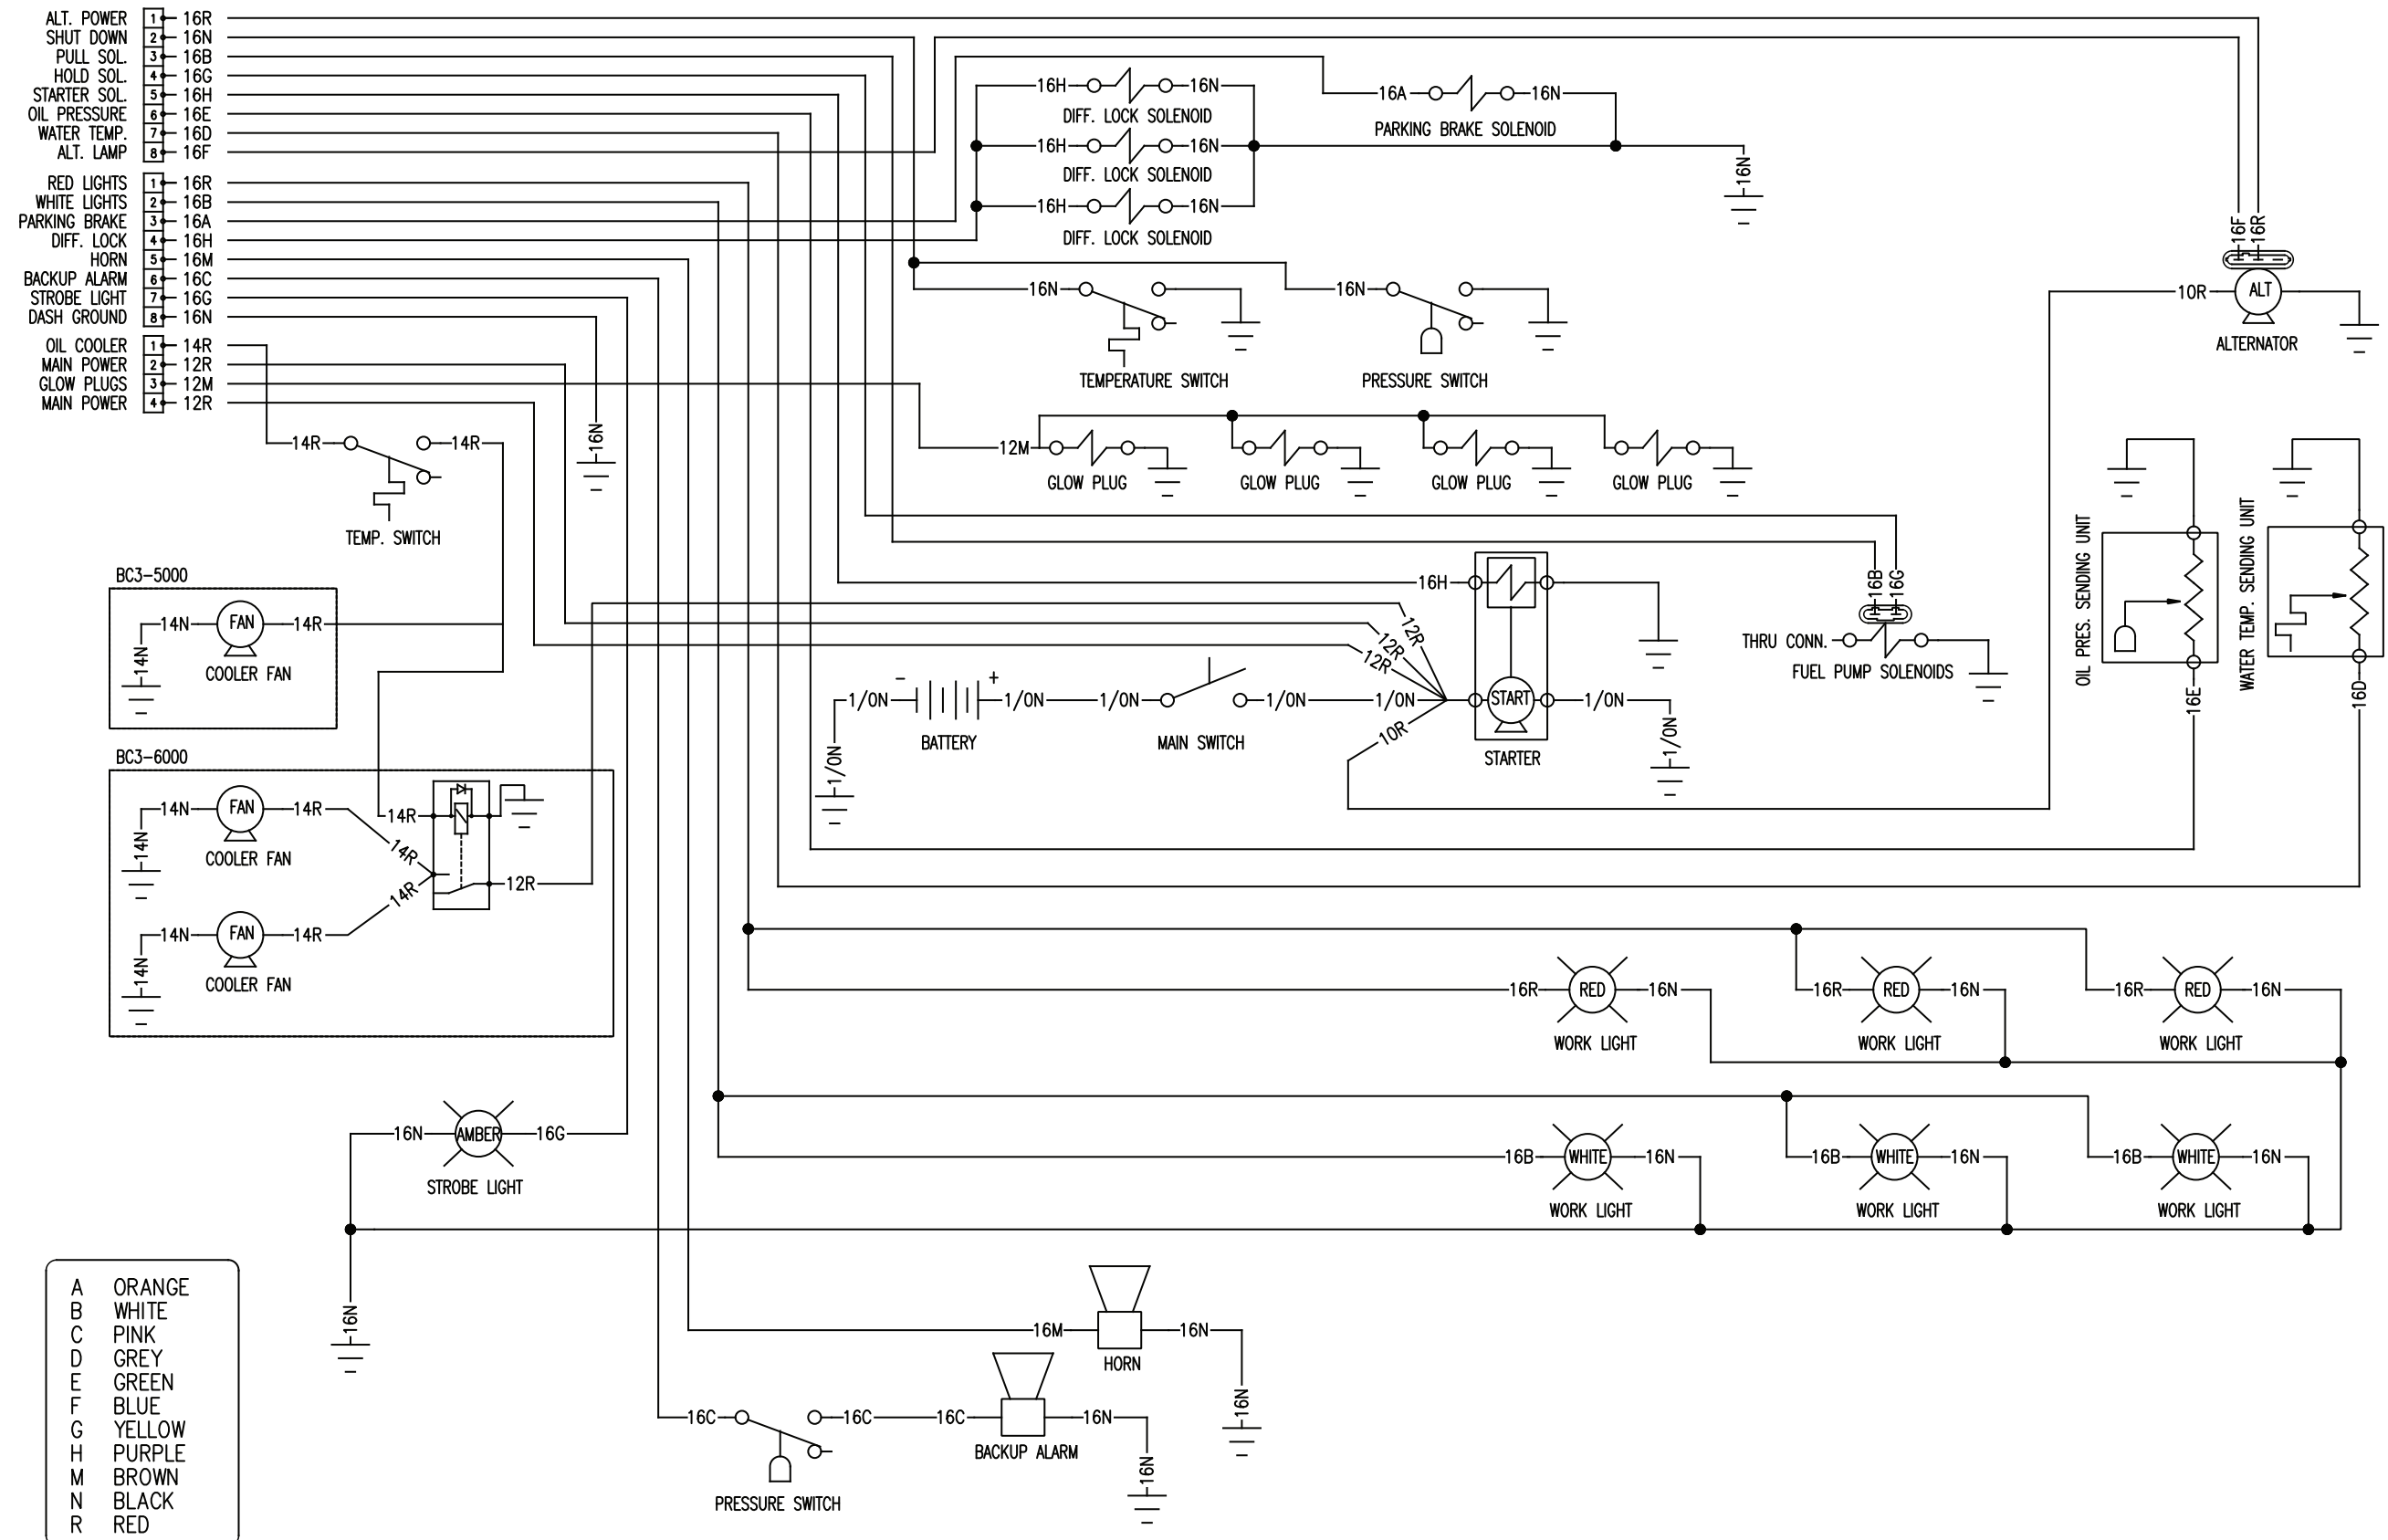 ALT. POWER 1 16R
SHUT DOWN 2 16N
PULL SOL. 3 16B
HOLD SOL. 4 16G
STARTER SOL. 5 16H
OIL PRESSURE 6 16E
WATER TEMP. 7 16D
ALT. LAMP 8 16F
RED LIGHTS 1 16R
WHITE LIGHTS 2 16B
PARKING BRAKE 3 16A
DIFF. LOCK 4 16H
HORN 5 16M
BACKUP ALARM 6 16C
STROBE LIGHT 7 16G
DASH GROUND 8 16N
OIL COOLER 1 14R
MAIN POWER 2 12R
GLOW PLUGS 3 12M
MAIN POWER 4 12R
16H 16N
DIFF. LOCK SOLENOID
16H 16N
DIFF. LOCK SOLENOID
16H 16N
DIFF. LOCK SOLENOID
16A 16N
PARKING BRAKE SOLENOID
16N
16F 16R
10R ALT
ALTERNATOR
16N
TEMPERATURE SWITCH
16N
PRESSURE SWITCH
16N
14R 14R
TEMP. SWITCH
12M
GLOW PLUG GLOW PLUG GLOW PLUG GLOW PLUG
BC3-5000
14N FAN 14R
14N
COOLER FAN
BC3-6000
14N FAN 14R
14N
COOLER FAN
14R
14R
14R
12R
14N FAN 14R
14N
COOLER FAN
16H
12R
12R
12R
1/0N - + 1/0N 1/0N 1/0N 1/0N START 1/0N
1/0N
1/0N
10R
BATTERY
MAIN SWITCH
STARTER
16B 16G
THRU CONN.
FUEL PUMP SOLENOIDS
OIL PRES. SENDING UNIT
16E
WATER TEMP. SENDING UNIT
16D
16R RED 16N 16R RED 16N 16R RED 16N
WORK LIGHT WORK LIGHT WORK LIGHT
16B WHITE 16N 16B WHITE 16N 16B WHITE 16N
WORK LIGHT WORK LIGHT WORK LIGHT
16N AMBER 16G
STROBE LIGHT
16N
16M 16N
HORN
16N
16C 16C 16C 16N
BACKUP ALARM
16N
PRESSURE SWITCH
A ORANGE
B WHITE
C PINK
D GREY
E GREEN
F BLUE
G YELLOW
H PURPLE
M BROWN
N BLACK
R RED